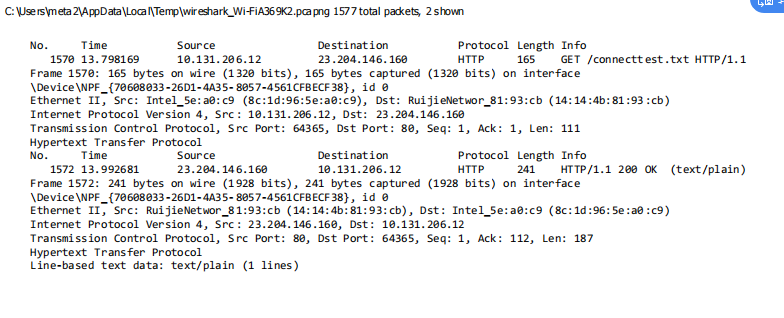 C:\Users\meta2\AppData\Local\Temp\wireshark_Wi-FiA369K2.pcapng 1577 total packets, 2 shown
No. Time Source Destination Protocol Length Info
1570 13.798169 10.131.206.12 23.204.146.160 HTTP 165 GET /connecttest.txt HTTP/1.1
Frame 1570: 165 bytes on wire (1320 bits), 165 bytes captured (1320 bits) on interface
\Device\NPF_{70608033-26D1-4A35-8057-4561CFBECF38}, id 0
Ethernet II, Src: Intel_5e:a0:c9 (8c:1d:96:5e:a0:c9), Dst: RuijieNetwor_81:93:cb (14:14:4b:81:93:cb)
Internet Protocol Version 4, Src: 10.131.206.12, Dst: 23.204.146.160
Transmission Control Protocol, Src Port: 64365, Dst Port: 80, Seq: 1, Ack: 1, Len: 111
Hypertext Transfer Protocol
No. Time Source Destination Protocol Length Info
1572 13.992681 23.204.146.160 10.131.206.12 HTTP 241 HTTP/1.1 200 OK (text/plain)
Frame 1572: 241 bytes on wire (1928 bits), 241 bytes captured (1928 bits) on interface
\Device\NPF_{70608033-26D1-4A35-8057-4561CFBECF38}, id 0
Ethernet II, Src: RuijieNetwor_81:93:cb (14:14:4b:81:93:cb), Dst: Intel_5e:a0:c9 (8c:1d:96:5e:a0:c9)
Internet Protocol Version 4, Src: 23.204.146.160, Dst: 10.131.206.12
Transmission Control Protocol, Src Port: 80, Dst Port: 64365, Seq: 1, Ack: 112, Len: 187
Hypertext Transfer Protocol
Line-based text data: text/plain (1 lines)